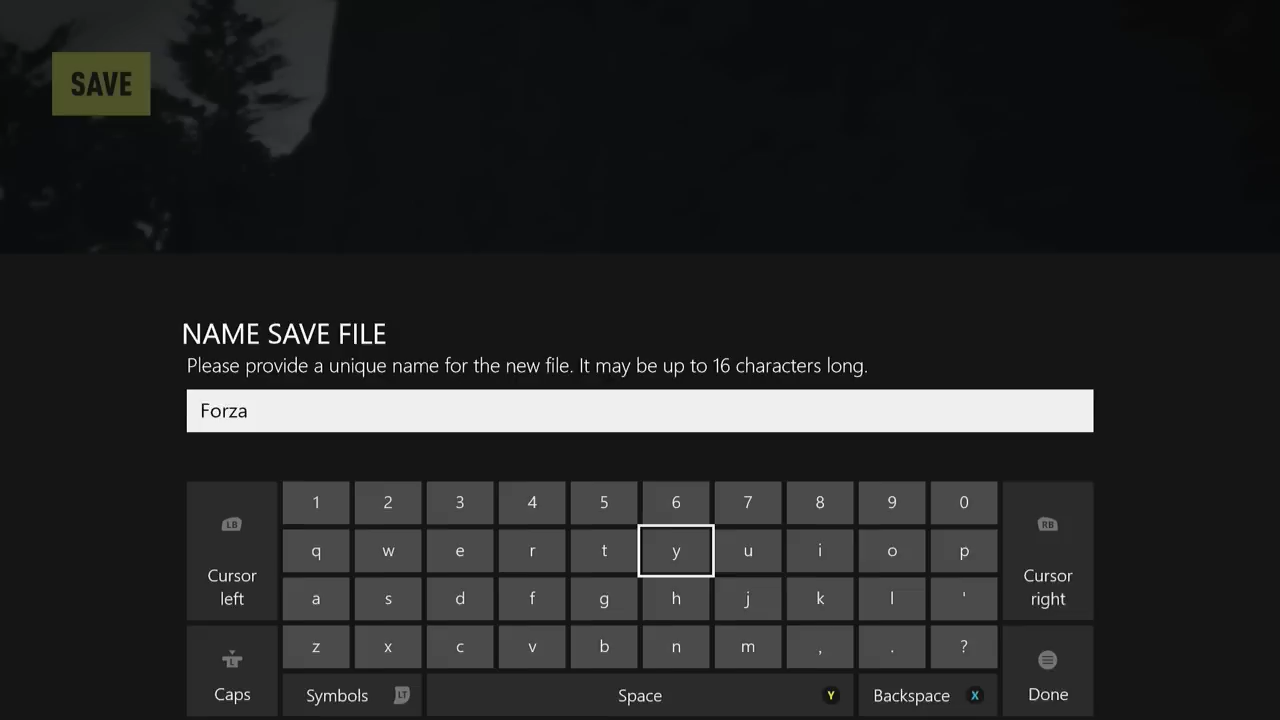 SAVE
NAME SAVE FILE
Please provide a unique name for the new file. It may be up to 16 characters long.
Forza
1 2 3 4 5 6 7 8 9 0
LB RB
q w e r t y u i o p
Cursor left Cursor right
a s d f g h j k l '
z x c v b n m , . ?
L
Caps Symbols LT Space Y Backspace X Done